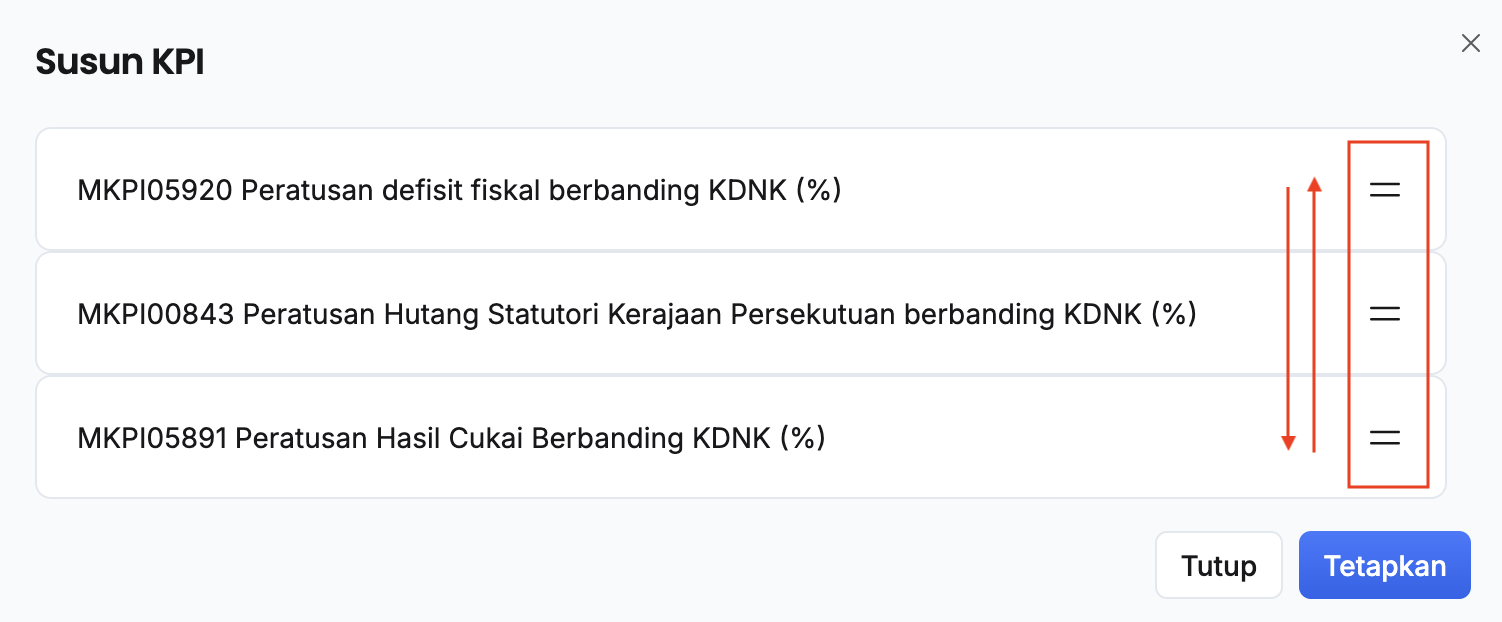 Susun KPI
MKPI05920 Peratusan defisit fiskal berbanding KDNK (%)
MKPI00843 Peratusan Hutang Statutori Kerajaan Persekutuan berbanding KDNK (%)
MKPI05891 Peratusan Hasil Cukai Berbanding KDNK (%)
Tutup
Tetapkan